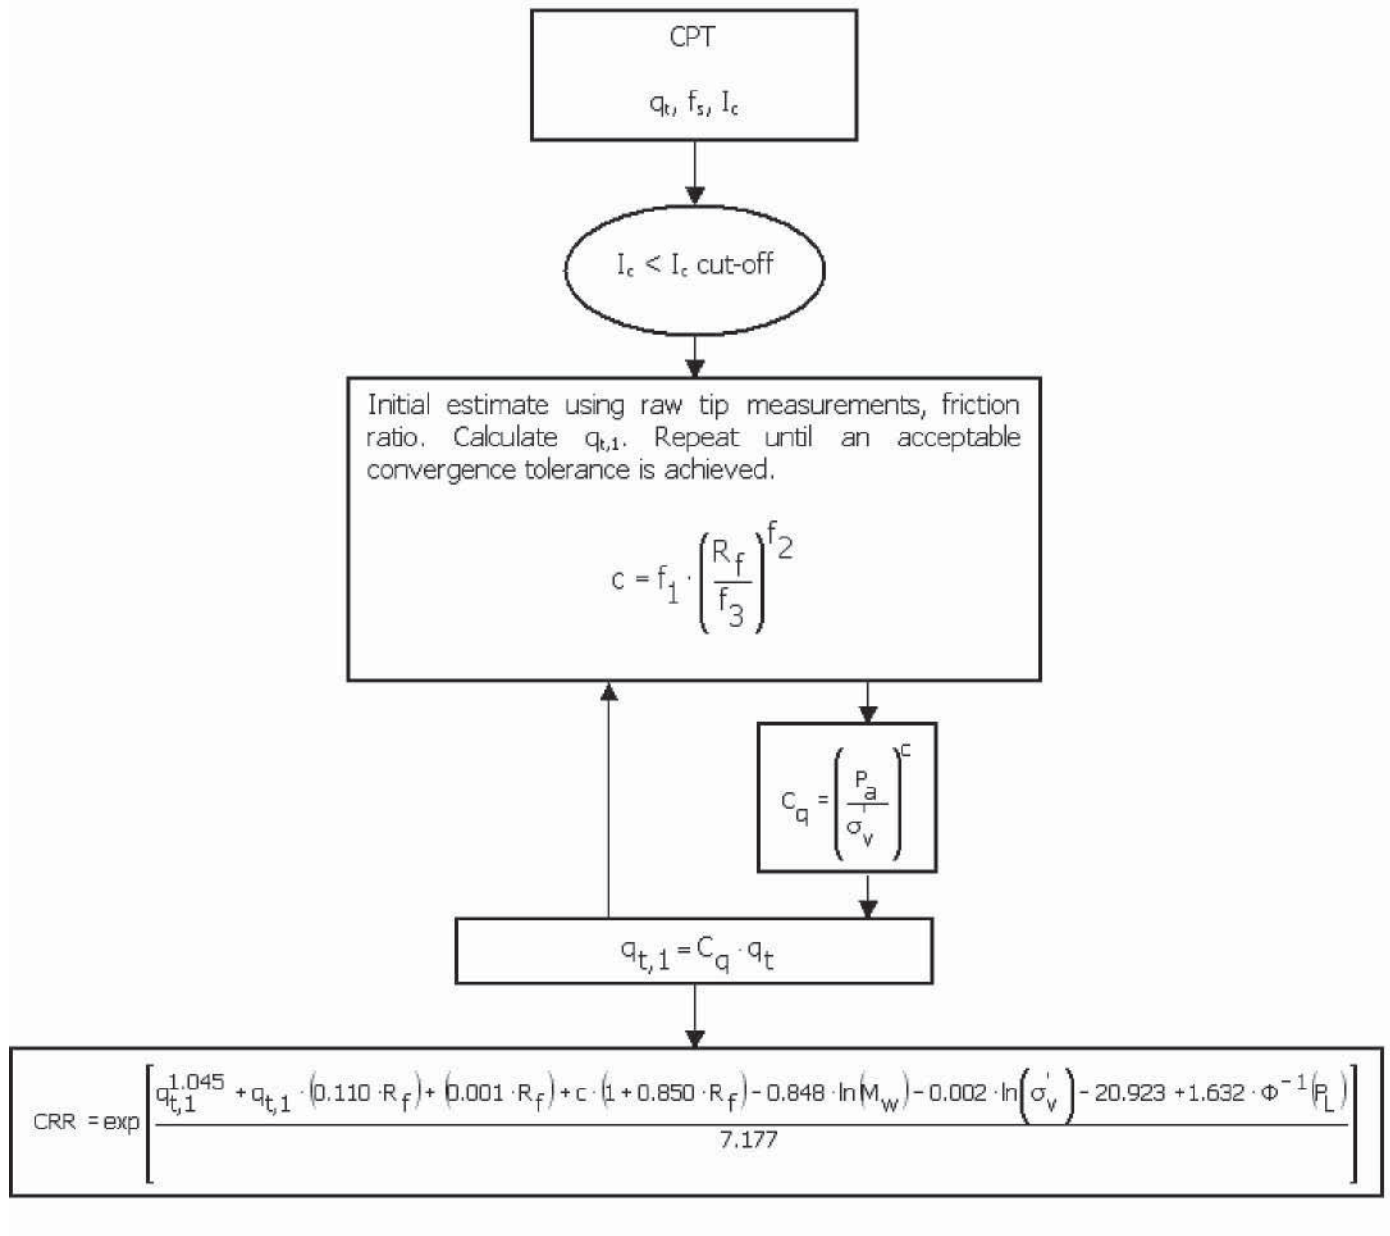 CPT
qt, fs, Ic
Ic < Ic cut-off
Initial estimate using raw tip measurements, friction
ratio. Calculate qt,1. Repeat until an acceptable
convergence tolerance is achieved.
c = f1 · (Rf / f3)^f2
Cq = (Pa / σv')^c
qt,1 = Cq · qt
CRR = exp[(qt,1^1.045 + qt,1 · (0.110 · Rf) + (0.001 · Rf) + c · (1 + 0.850 · Rf) − 0.848 · ln(Mw) − 0.002 · ln(σv') − 20.923 + 1.632 · Φ^−1(PL)) / 7.177]